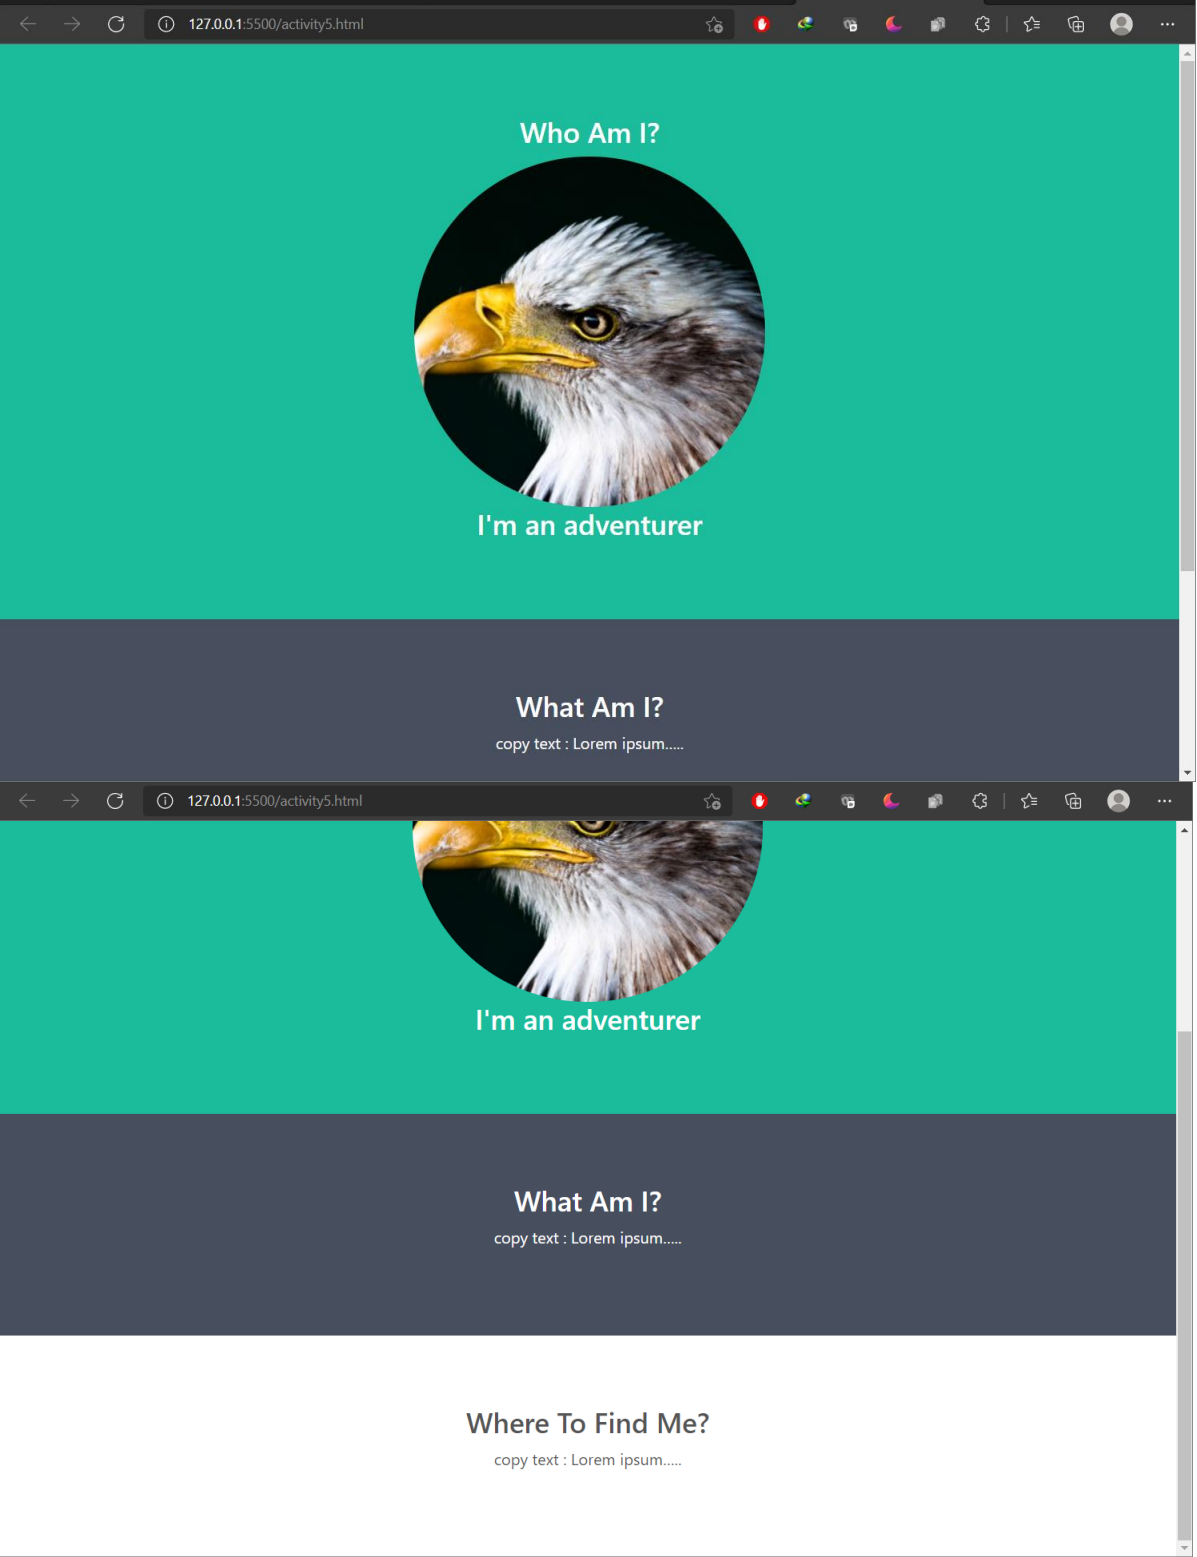 127.0.0.1:5500/activity5.html
Who Am I?
I'm an adventurer
What Am I?
copy text : Lorem ipsum.....
127.0.0.1:5500/activity5.html
I'm an adventurer
What Am I?
copy text : Lorem ipsum.....
Where To Find Me?
copy text : Lorem ipsum.....